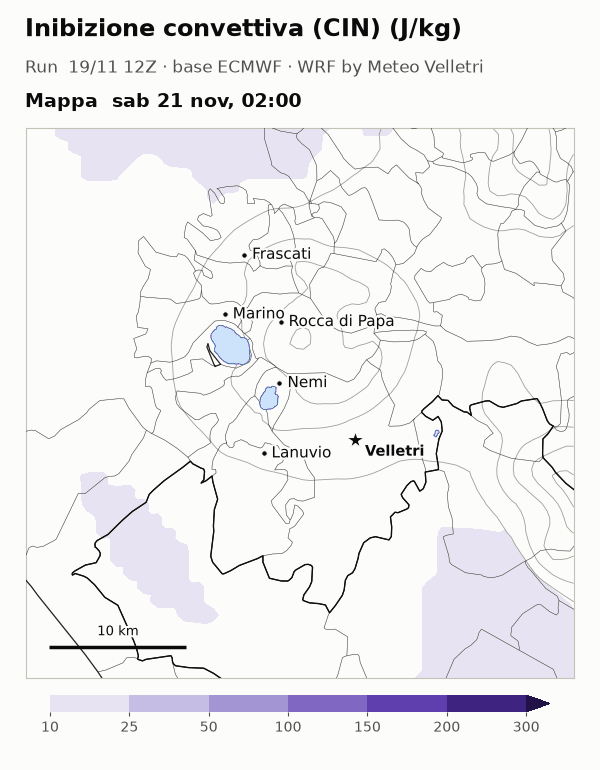 Inibizione convettiva (CIN) (J/kg)
Run  19/11 12Z · base ECMWF · WRF by Meteo Velletri
Mappa  sab 21 nov, 02:00
Frascati
Marino
Rocca di Papa
Nemi
Velletri
Lanuvio
10 km
10 25 50 100 150 200 300